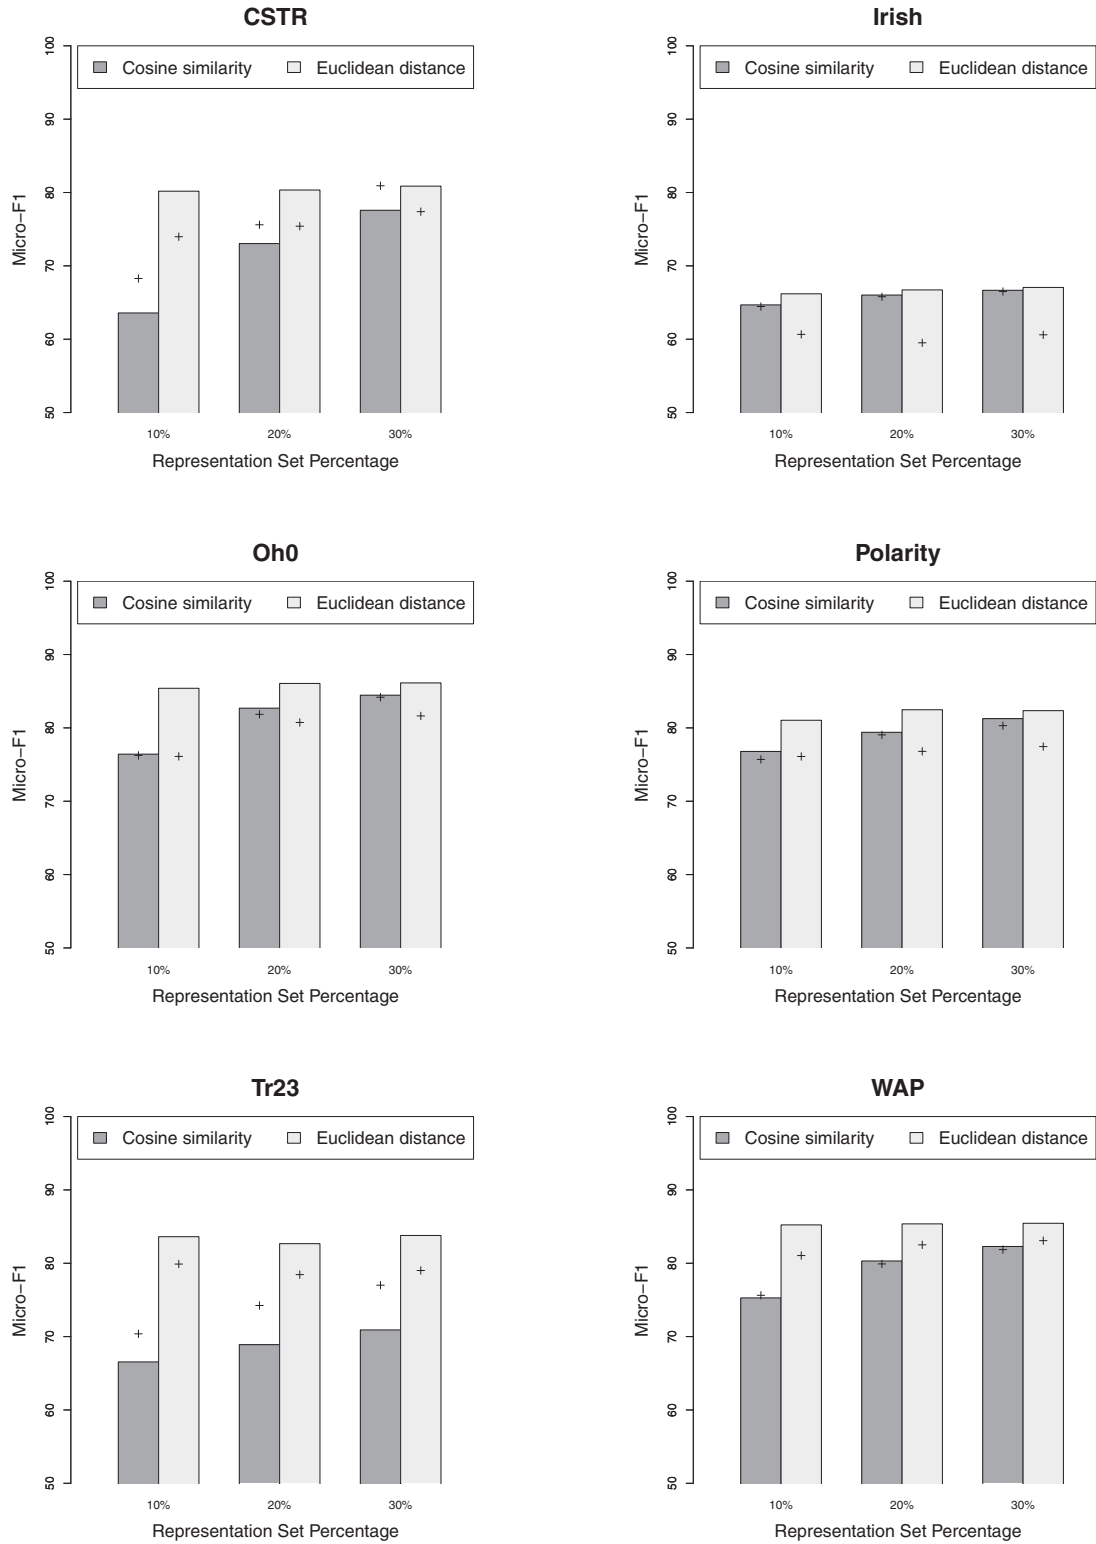 CSTR
Cosine similarity Euclidean distance
100
90
80
70
60
50
Micro−F1
10% 20% 30%
Representation Set Percentage
Irish
Cosine similarity Euclidean distance
100
90
80
70
60
50
Micro−F1
10% 20% 30%
Representation Set Percentage
Oh0
Cosine similarity Euclidean distance
100
90
80
70
60
50
Micro−F1
10% 20% 30%
Representation Set Percentage
Polarity
Cosine similarity Euclidean distance
100
90
80
70
60
50
Micro−F1
10% 20% 30%
Representation Set Percentage
Tr23
Cosine similarity Euclidean distance
100
90
80
70
60
50
Micro−F1
10% 20% 30%
Representation Set Percentage
WAP
Cosine similarity Euclidean distance
100
90
80
70
60
50
Micro−F1
10% 20% 30%
Representation Set Percentage